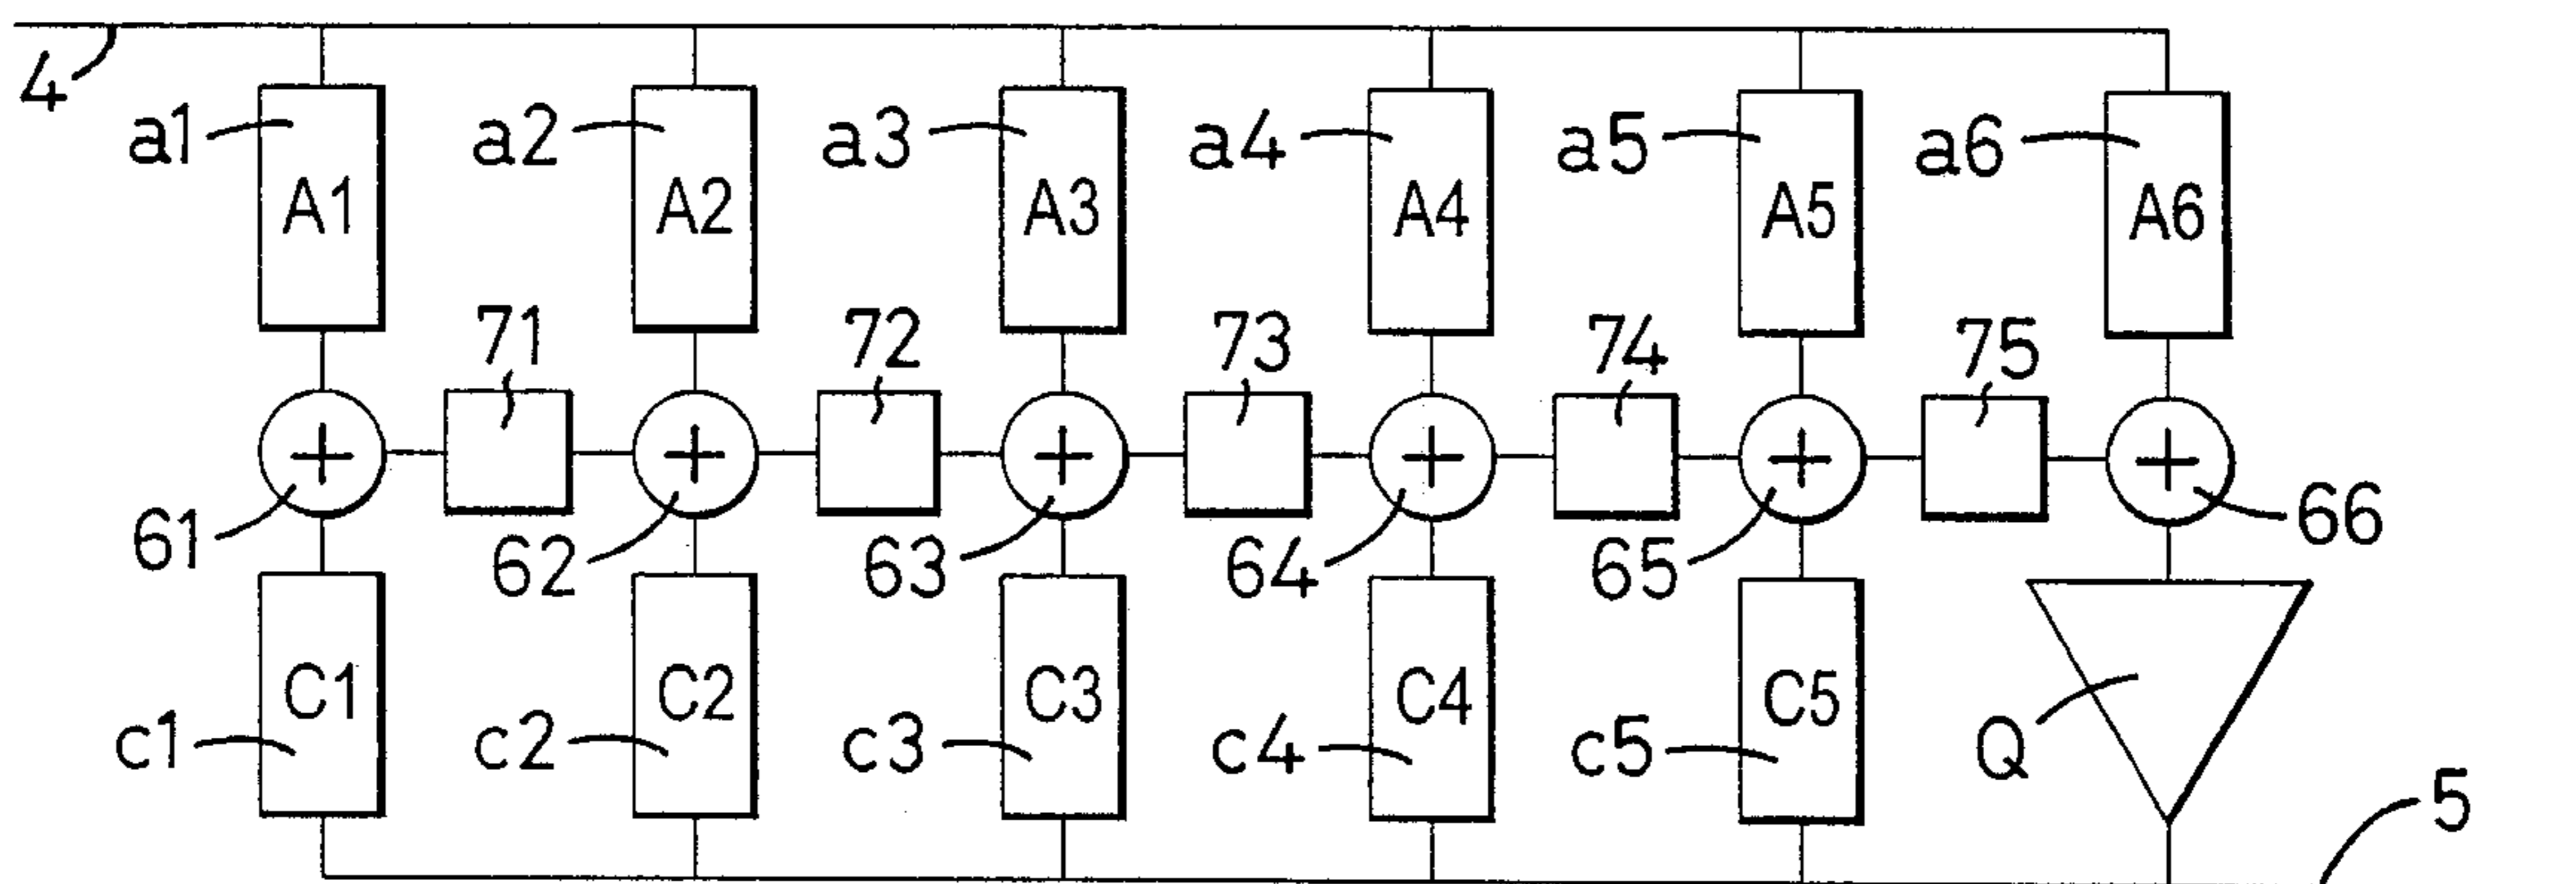 4
a1 a2 a3 a4 a5 a6
A1 A2 A3 A4 A5 A6
71 72 73 74 75
+ + + + + +
61 62 63 64 65 66
C1 C2 C3 C4 C5
c1 c2 c3 c4 c5 Q
5